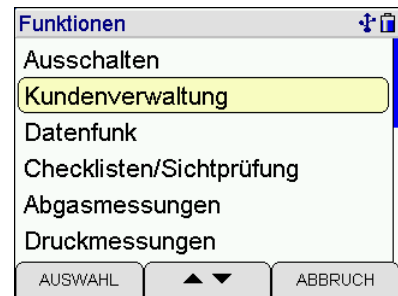 Funktionen
Ausschalten
Kundenverwaltung
Datenfunk
Checklisten/Sichtprüfung
Abgasmessungen
Druckmessungen
AUSWAHL ▲ ▼ ABBRUCH